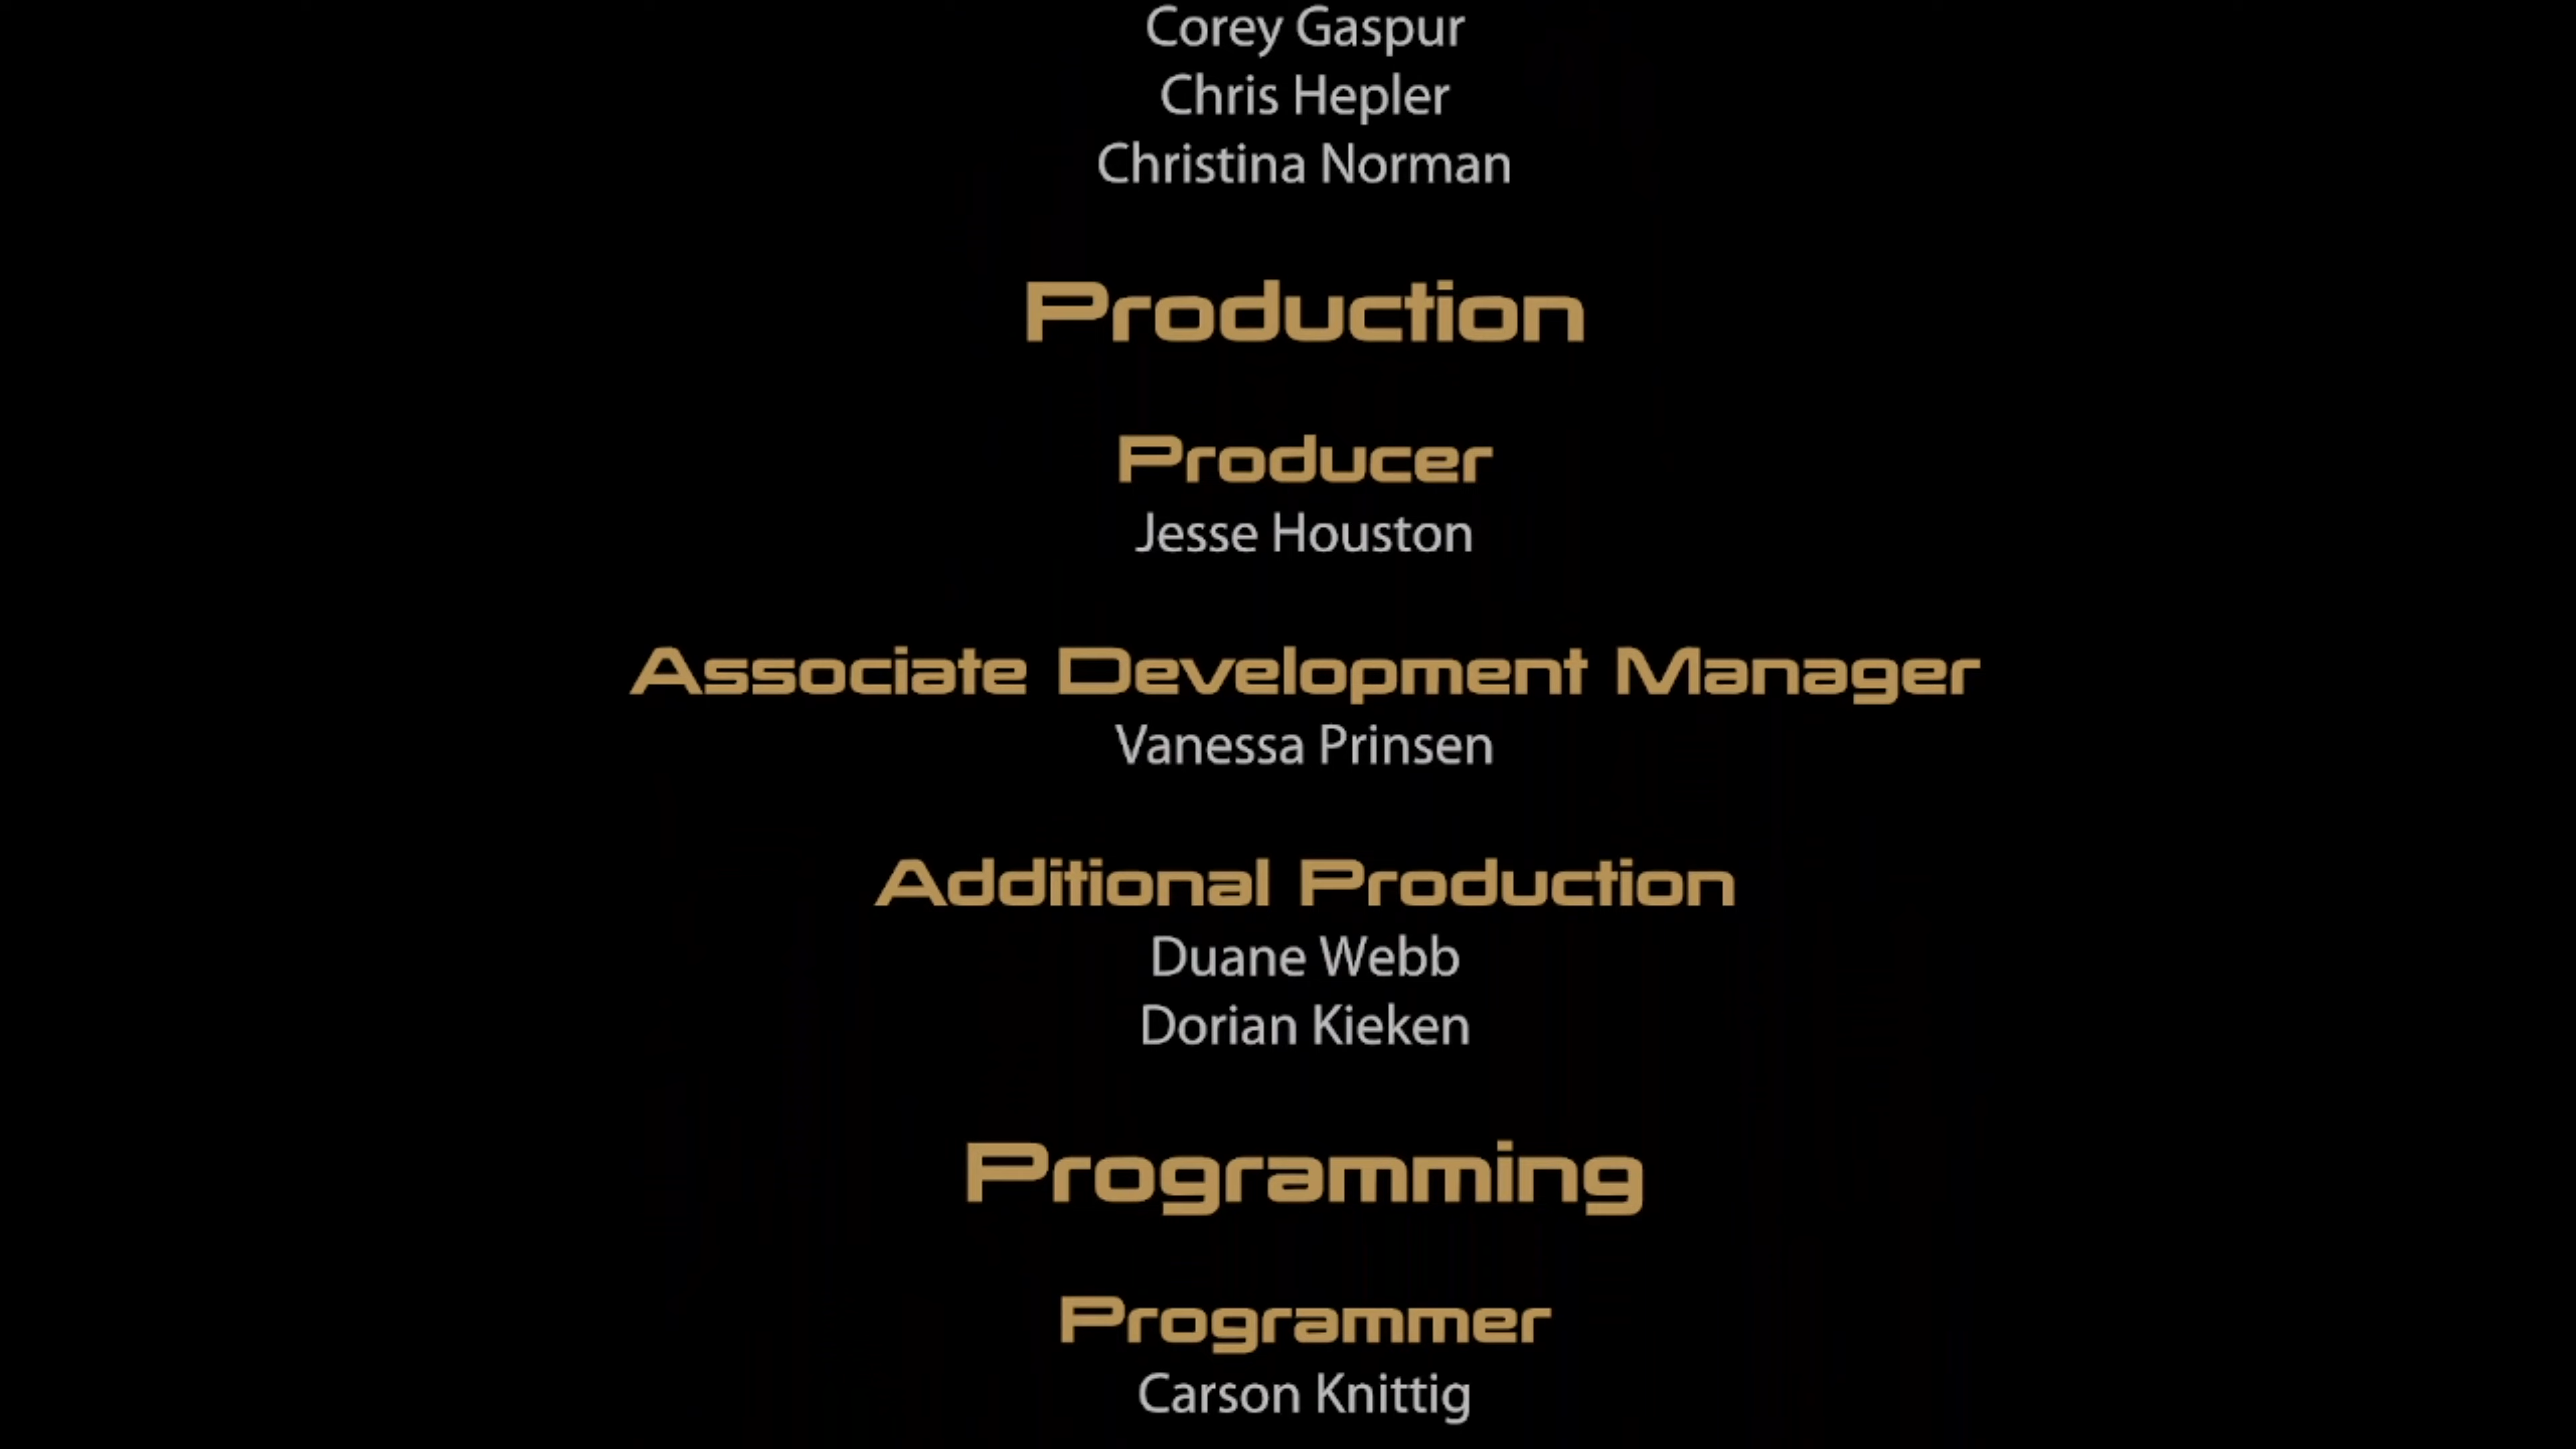 Corey Gaspur
Chris Hepler
Christina Norman
Production
Producer
Jesse Houston
Associate Development Manager
Vanessa Prinsen
Additional Production
Duane Webb
Dorian Kieken
Programming
Programmer
Carson Knittig